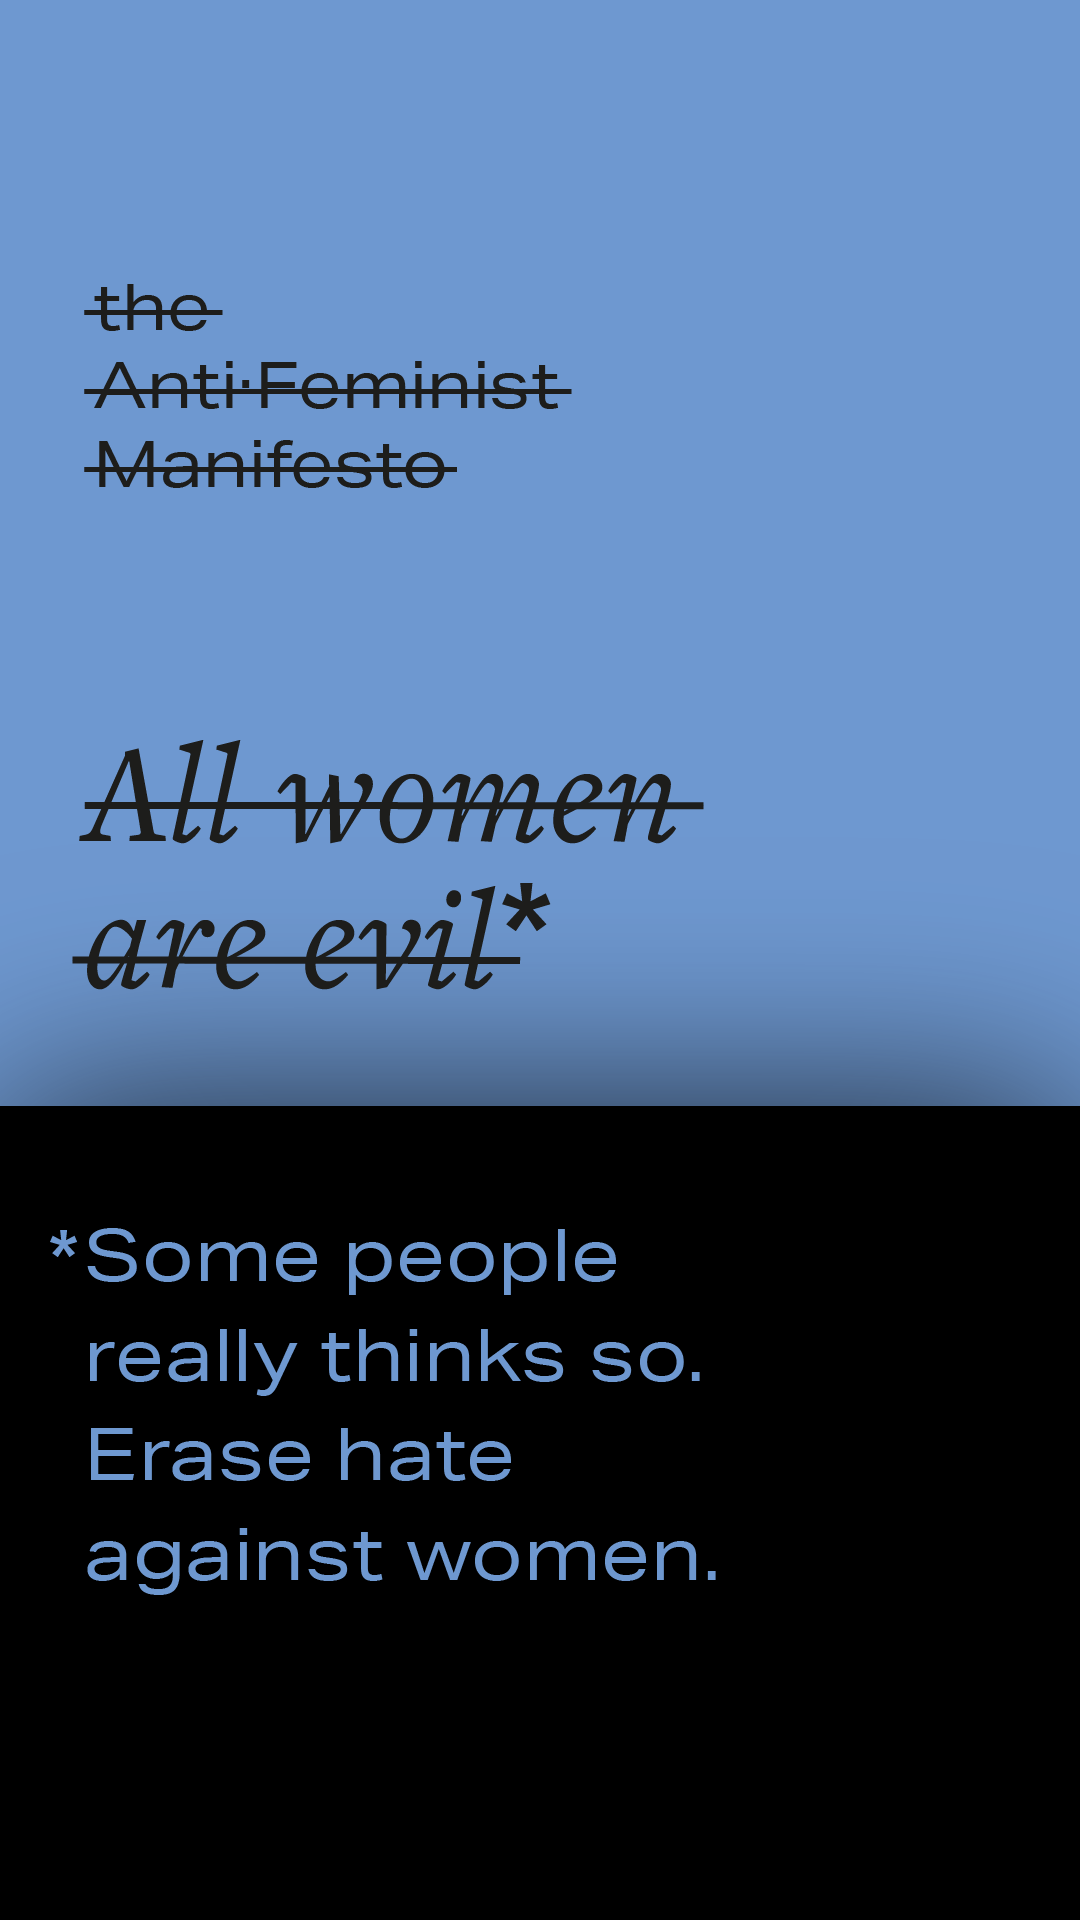 the
Anti·Feminist
Manifesto
All women
are evil*
*Some people
really thinks so.
Erase hate
against women.